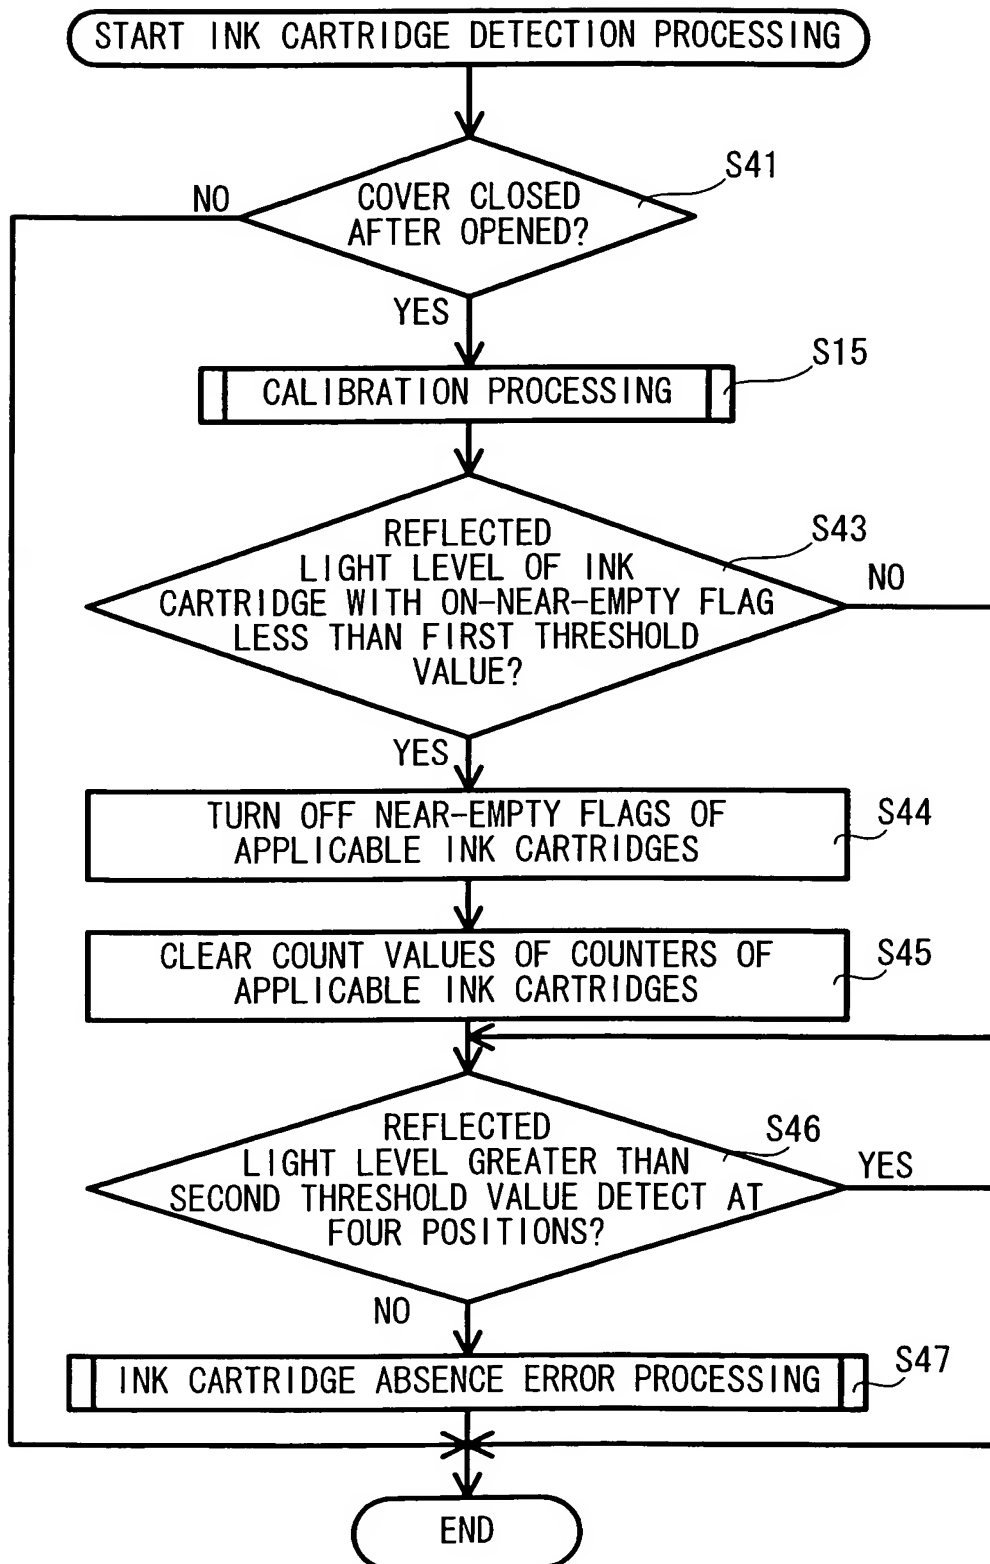 START INK CARTRIDGE DETECTION PROCESSING
S41
NO
COVER CLOSED
AFTER OPENED?
YES
S15
CALIBRATION PROCESSING
S43
REFLECTED
LIGHT LEVEL OF INK
NO
CARTRIDGE WITH ON-NEAR-EMPTY FLAG
LESS THAN FIRST THRESHOLD
VALUE?
YES
TURN OFF NEAR-EMPTY FLAGS OF
APPLICABLE INK CARTRIDGES
S44
CLEAR COUNT VALUES OF COUNTERS OF
APPLICABLE INK CARTRIDGES
S45
REFLECTED
S46
LIGHT LEVEL GREATER THAN
YES
SECOND THRESHOLD VALUE DETECT AT
FOUR POSITIONS?
NO
INK CARTRIDGE ABSENCE ERROR PROCESSING
S47
END